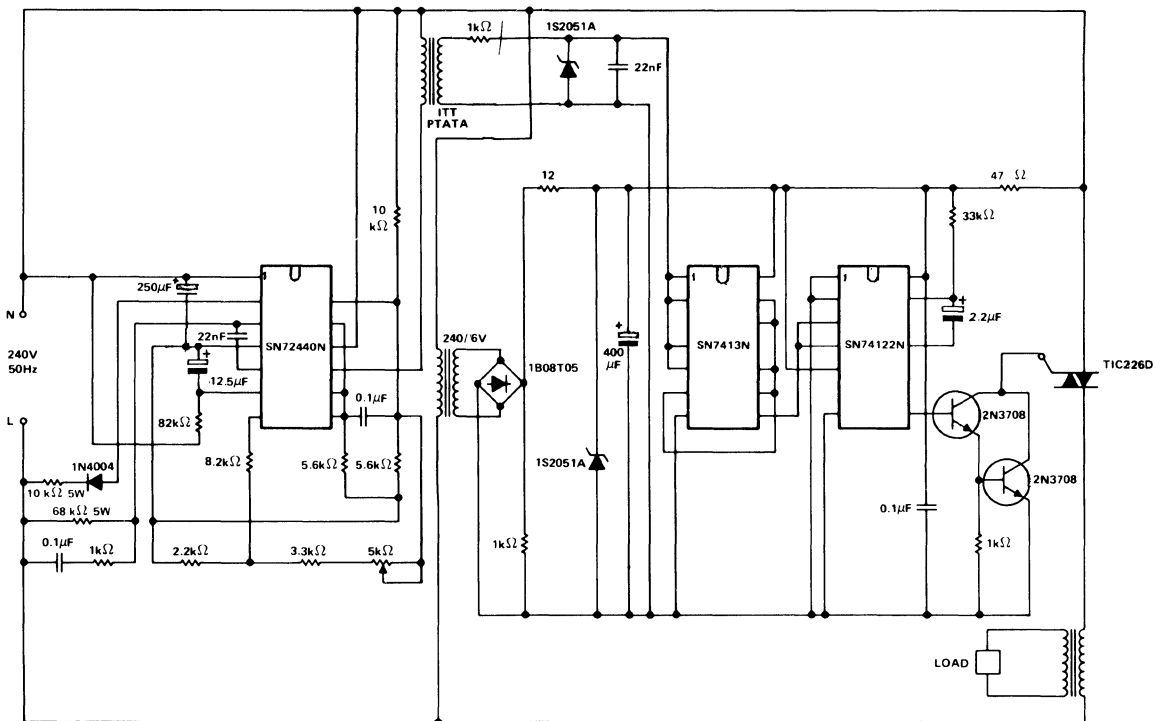 1kΩ
1S2051A
22nF
ITT
PTATA
12
47 Ω
10
kΩ
33kΩ
1
250μF
+
N
22nF
SN72440N
240V
50Hz
+
12.5μF
240/6V
1B08T05
+
400
μF
1
SN7413N
1
SN74122N
+
2.2μF
TIC226D
0.1μF
L
82kΩ
2N3708
1N4004
8.2kΩ
5.6kΩ
5.6kΩ
1S2051A
2N3708
10 kΩ 5W
68 kΩ 5W
0.1μF
0.1μF
1kΩ
2.2kΩ
3.3kΩ
5kΩ
1kΩ
1kΩ
LOAD